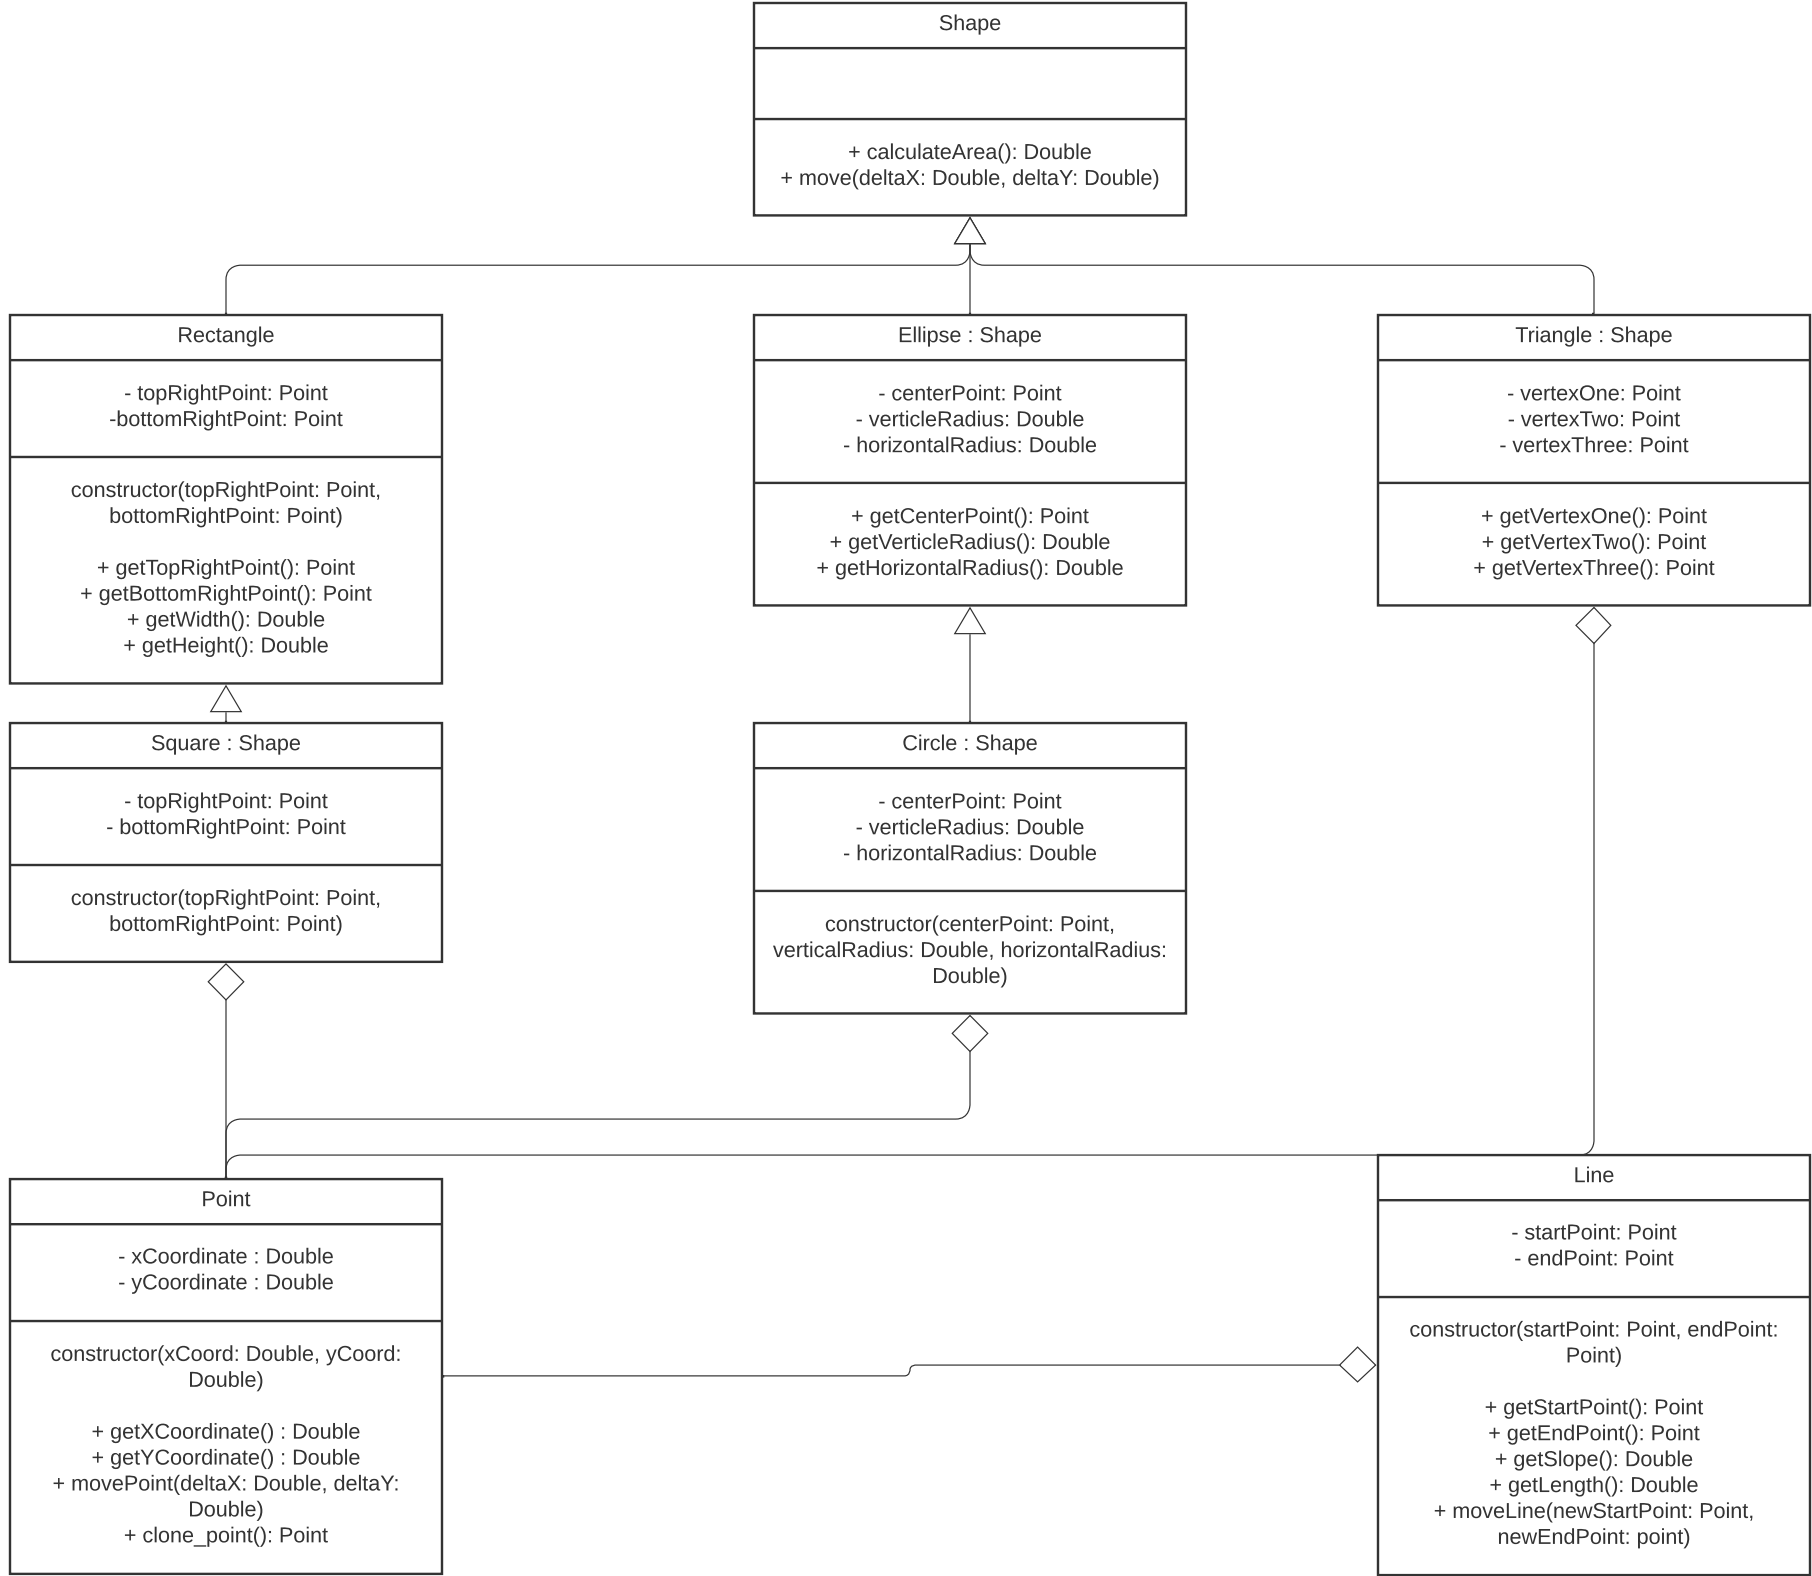 Shape
+ calculateArea(): Double
+ move(deltaX: Double, deltaY: Double)
Rectangle
- topRightPoint: Point
-bottomRightPoint: Point
constructor(topRightPoint: Point,
bottomRightPoint: Point)
+ getTopRightPoint(): Point
+ getBottomRightPoint(): Point
+ getWidth(): Double
+ getHeight(): Double
Ellipse : Shape
- centerPoint: Point
- verticleRadius: Double
- horizontalRadius: Double
+ getCenterPoint(): Point
+ getVerticleRadius(): Double
+ getHorizontalRadius(): Double
Triangle : Shape
- vertexOne: Point
- vertexTwo: Point
- vertexThree: Point
+ getVertexOne(): Point
+ getVertexTwo(): Point
+ getVertexThree(): Point
Square : Shape
- topRightPoint: Point
- bottomRightPoint: Point
constructor(topRightPoint: Point,
bottomRightPoint: Point)
Circle : Shape
- centerPoint: Point
- verticleRadius: Double
- horizontalRadius: Double
constructor(centerPoint: Point,
verticalRadius: Double, horizontalRadius:
Double)
Point
- xCoordinate : Double
- yCoordinate : Double
constructor(xCoord: Double, yCoord:
Double)
+ getXCoordinate() : Double
+ getYCoordinate() : Double
+ movePoint(deltaX: Double, deltaY:
Double)
+ clone_point(): Point
Line
- startPoint: Point
- endPoint: Point
constructor(startPoint: Point, endPoint:
Point)
+ getStartPoint(): Point
+ getEndPoint(): Point
+ getSlope(): Double
+ getLength(): Double
+ moveLine(newStartPoint: Point,
newEndPoint: point)